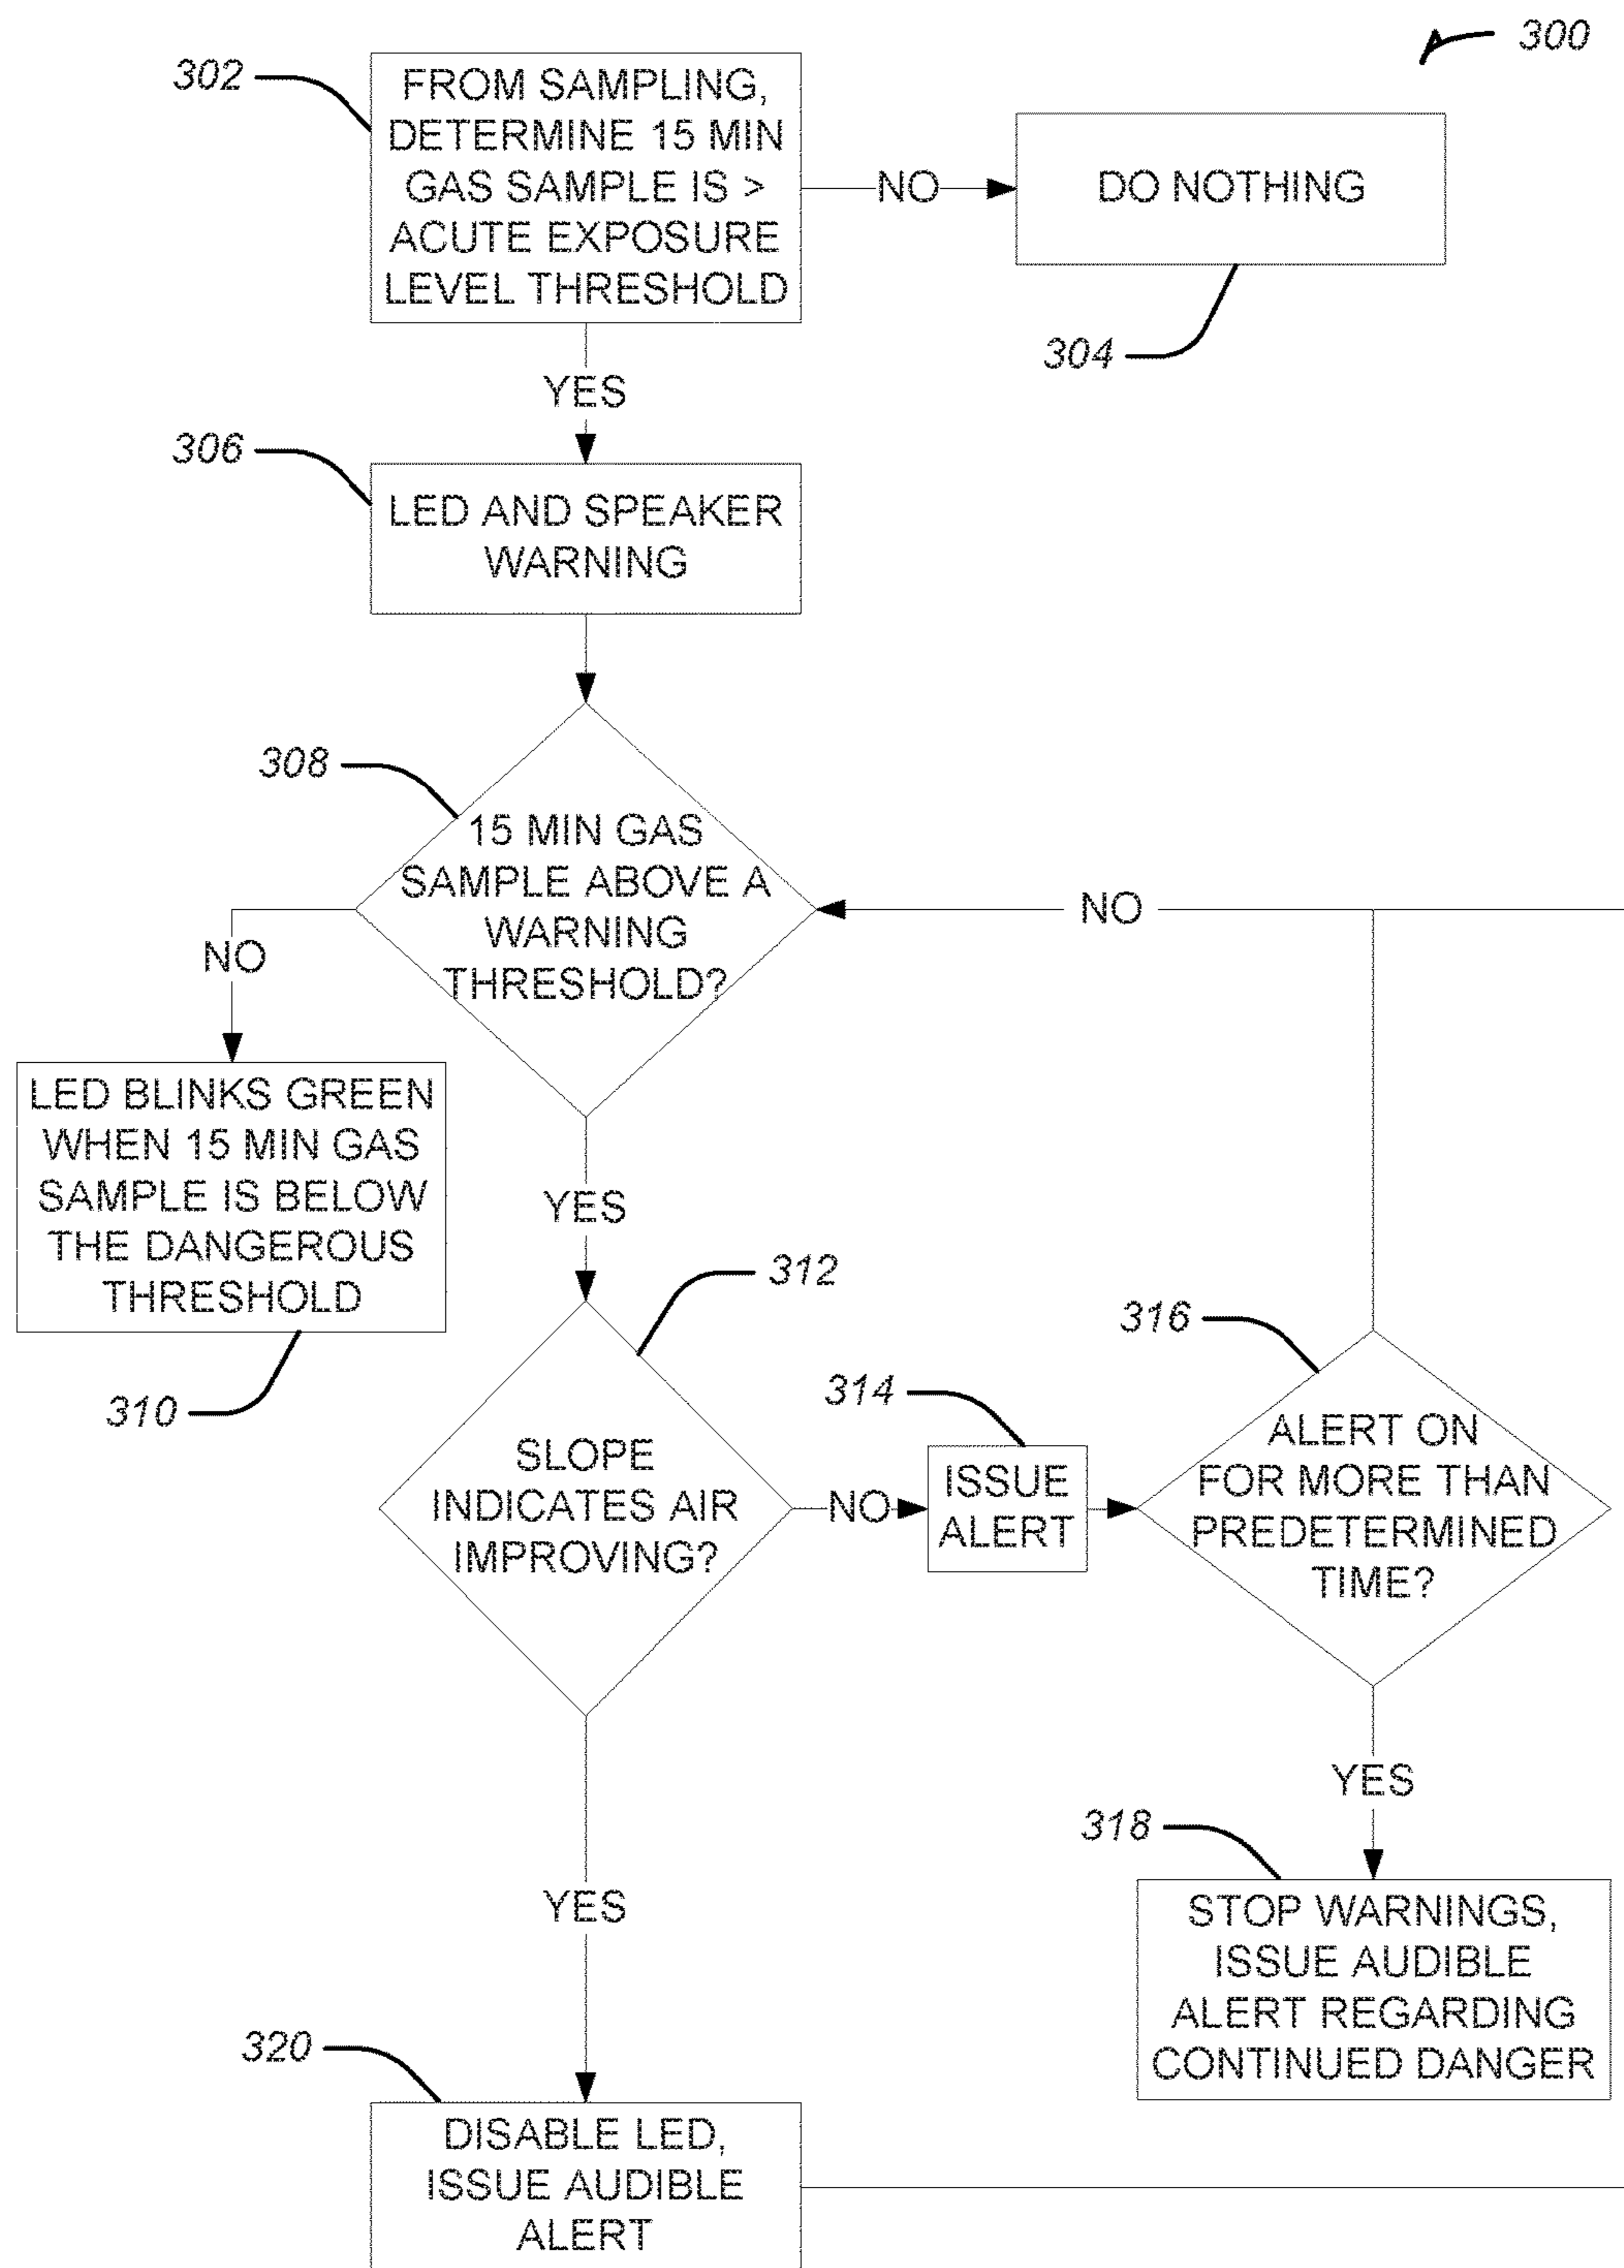 300
302
FROM SAMPLING,
DETERMINE 15 MIN
GAS SAMPLE IS >
ACUTE EXPOSURE
LEVEL THRESHOLD
NO
DO NOTHING
304
YES
306
LED AND SPEAKER
WARNING
308
15 MIN GAS
SAMPLE ABOVE A
WARNING
THRESHOLD?
NO
NO
LED BLINKS GREEN
WHEN 15 MIN GAS
SAMPLE IS BELOW
THE DANGEROUS
THRESHOLD
310
YES
312
SLOPE
INDICATES AIR
IMPROVING?
NO
314
ISSUE
ALERT
316
ALERT ON
FOR MORE THAN
PREDETERMINED
TIME?
YES
318
STOP WARNINGS,
ISSUE AUDIBLE
ALERT REGARDING
CONTINUED DANGER
YES
320
DISABLE LED,
ISSUE AUDIBLE
ALERT